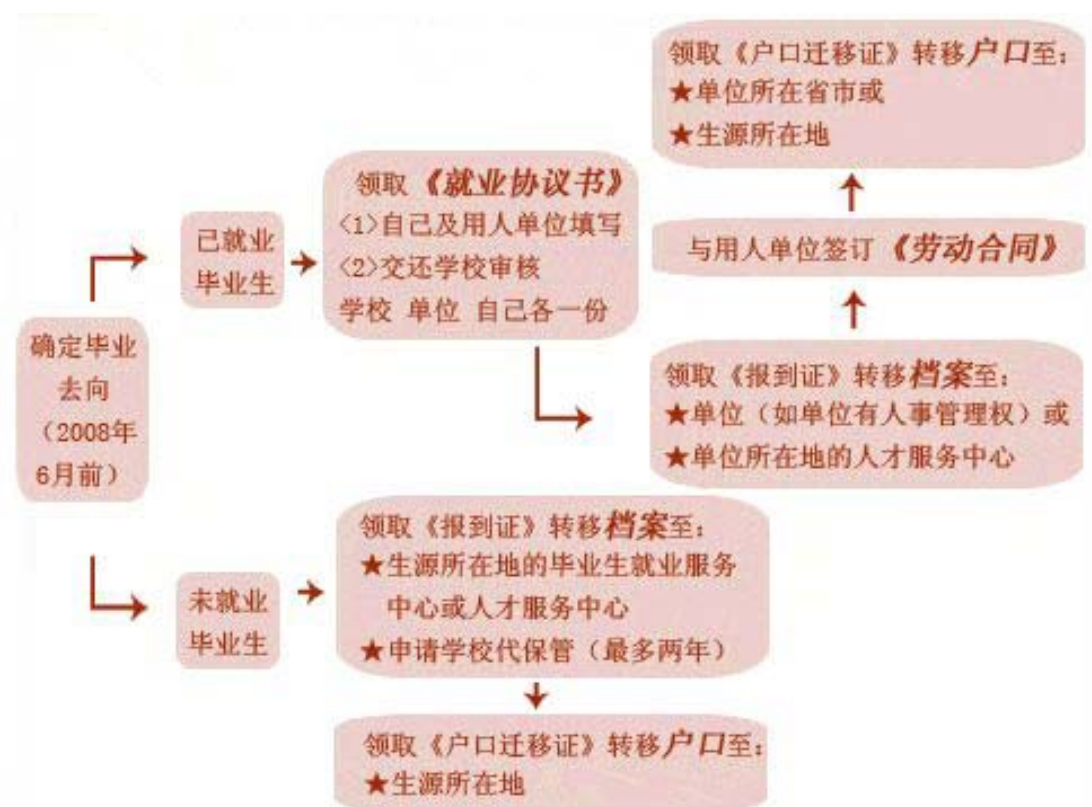 确定毕业
去向
（2008年
6月前）
已就业
毕业生
领取《就业协议书》
<1>自己及用人单位填写
<2>交还学校审核
学校 单位 自己各一份
领取《报到证》转移档案至：
★单位（如单位有人事管理权）或
★单位所在地的人才服务中心
与用人单位签订《劳动合同》
领取《户口迁移证》转移户口至：
★单位所在省市或
★生源所在地
未就业
毕业生
领取《报到证》转移档案至：
★生源所在地的毕业生就业服务
中心或人才服务中心
★申请学校代保管（最多两年）
领取《户口迁移证》转移户口至：
★生源所在地